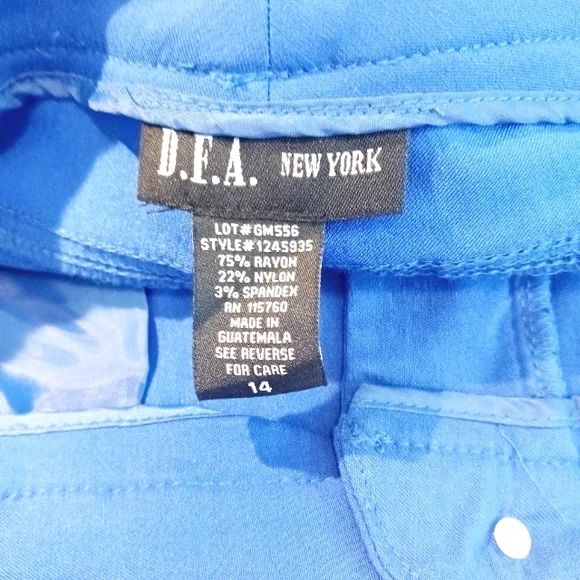 D.F.A. NEW YORK
LOT#GM556
STYLE#1245935
75% RAYON
22% NYLON
3% SPANDEX
RN 115760
MADE IN
GUATEMALA
SEE REVERSE
FOR CARE
14